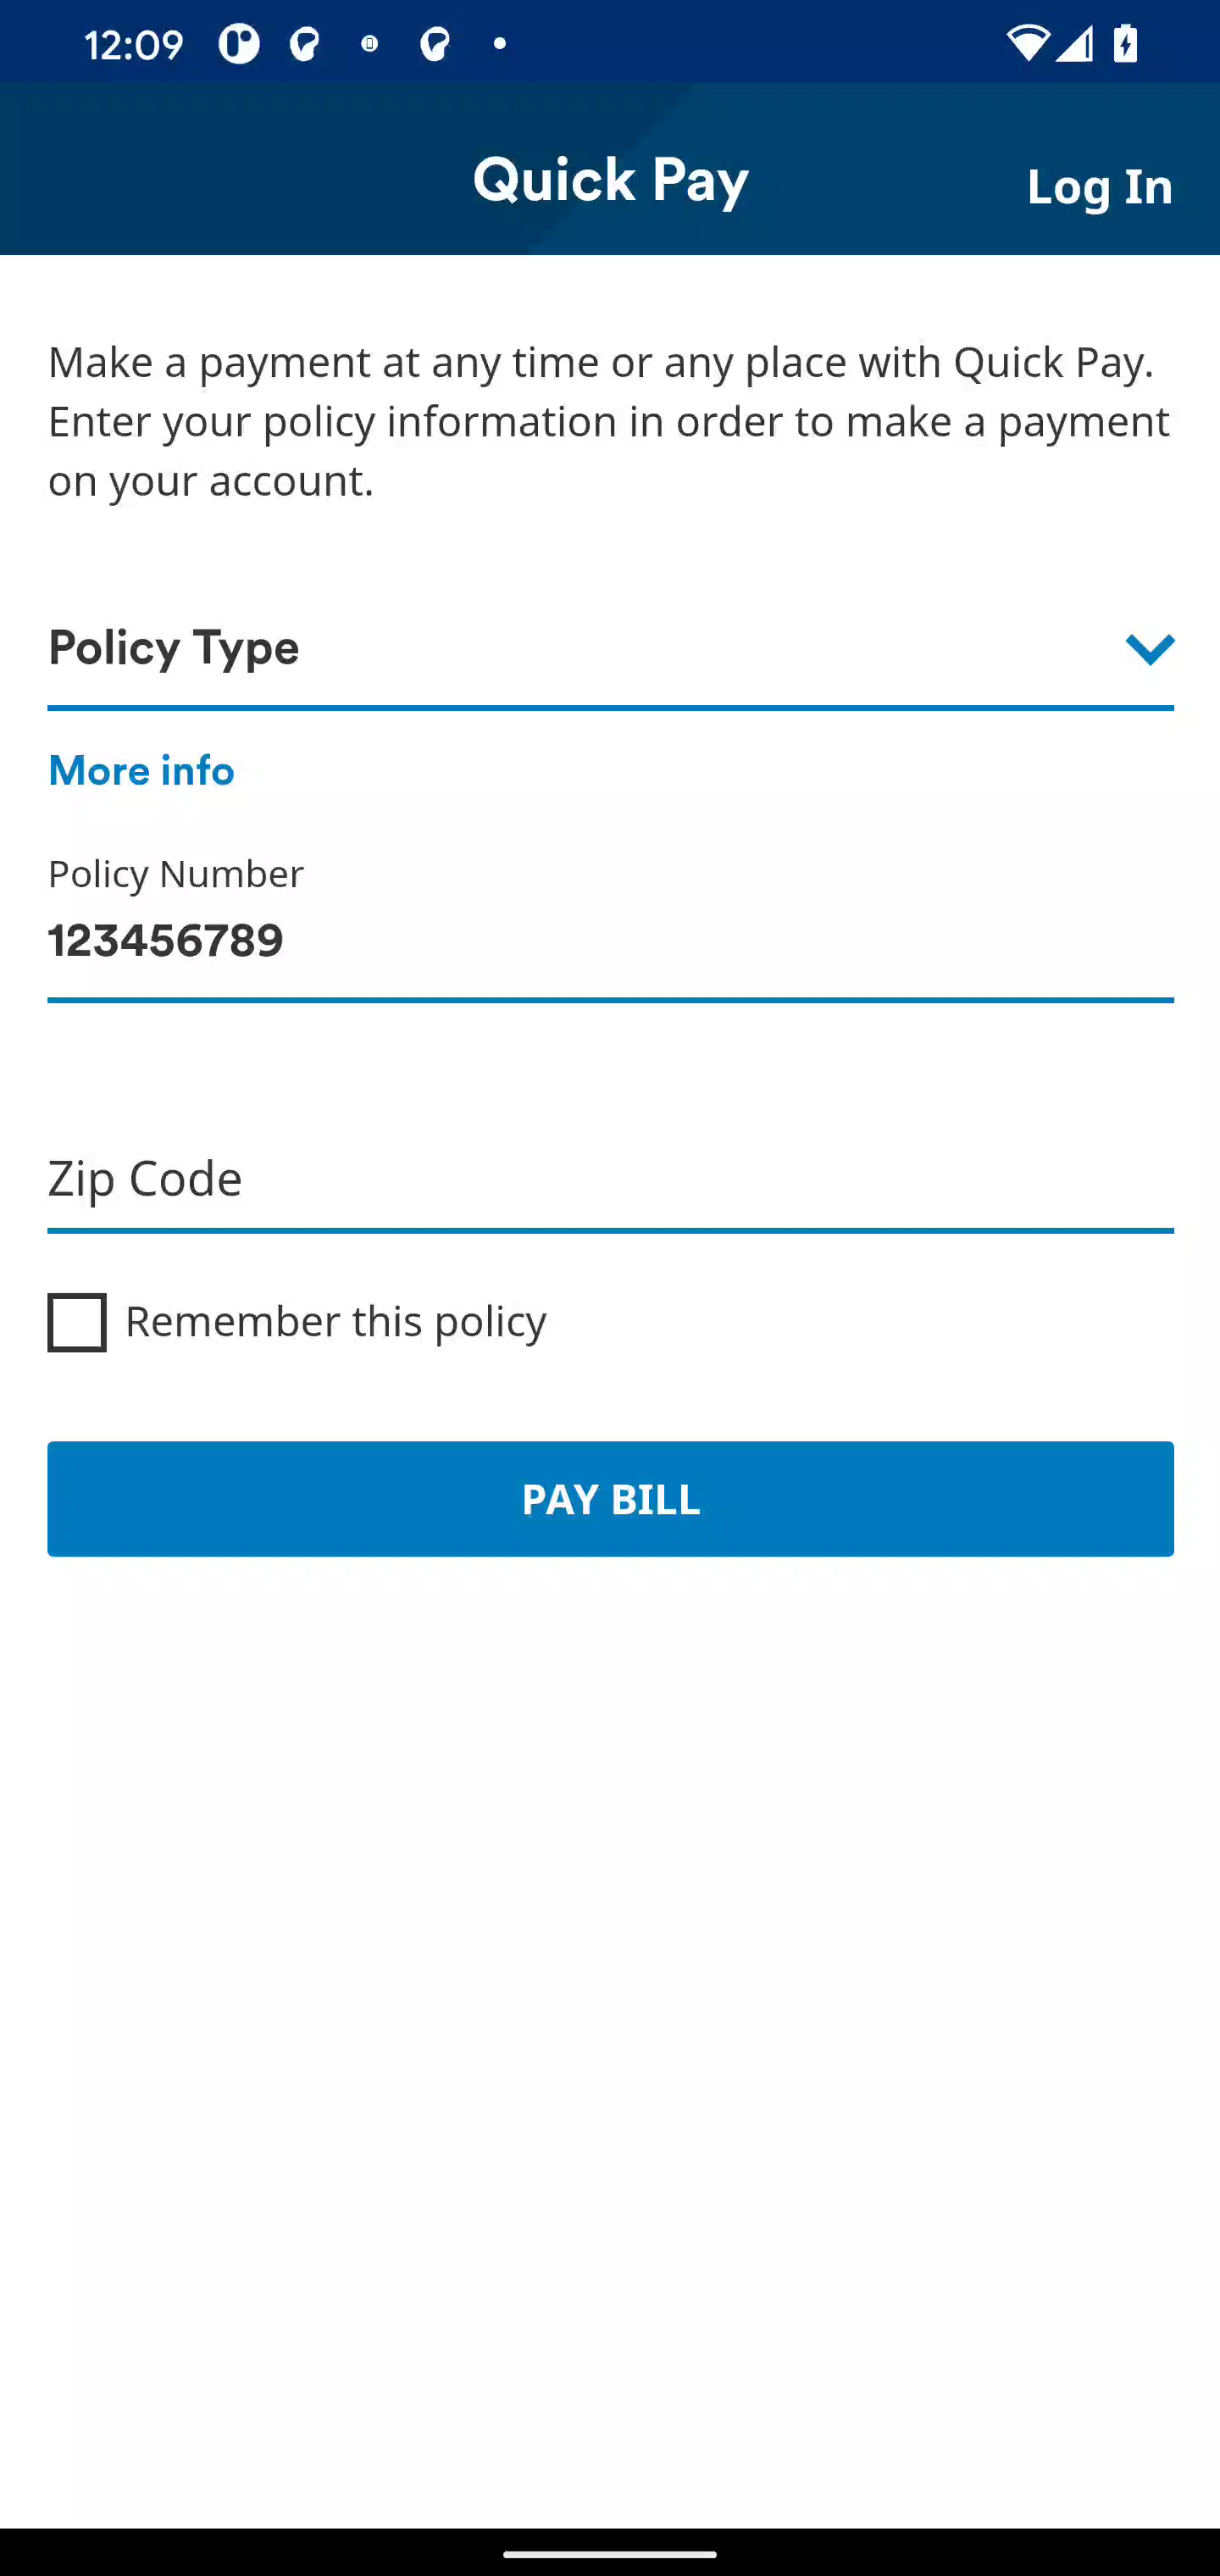 12:09
Quick Pay
Log In
Make a payment at any time or any place with Quick Pay.
Enter your policy information in order to make a payment
on your account.
Policy Type
More info
Policy Number
123456789
Zip Code
Remember this policy
PAY BILL